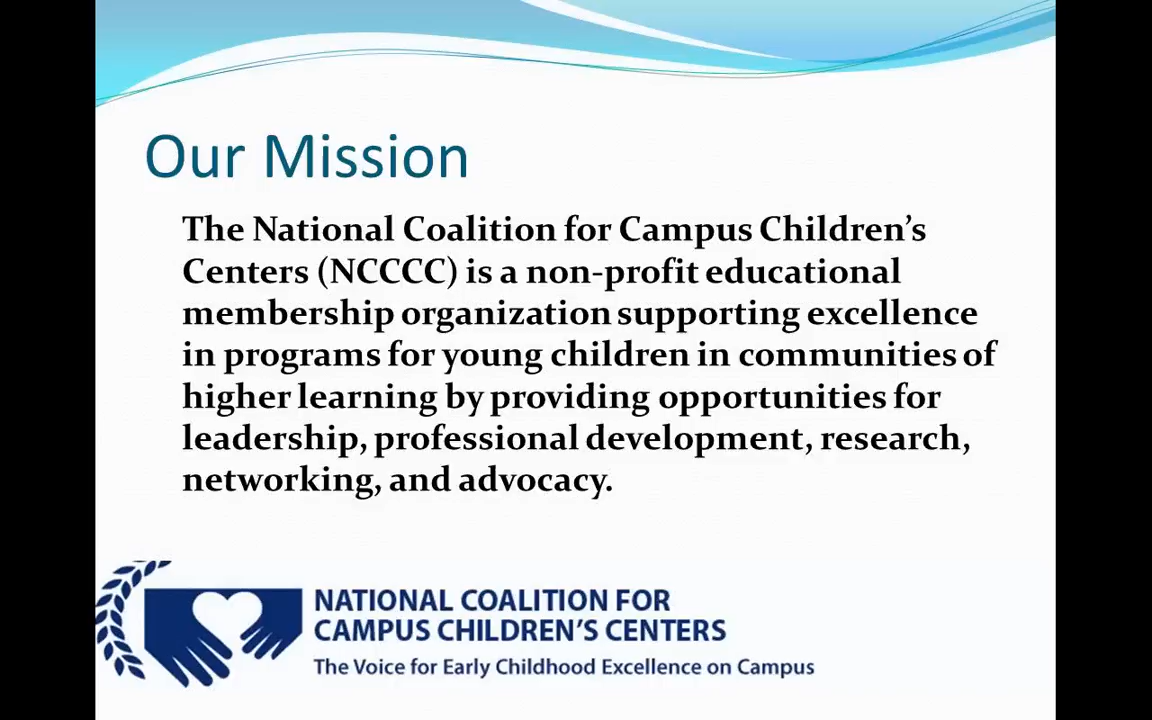 Our Mission
The National Coalition for Campus Children’s
Centers (NCCCC) is a non-profit educational
membership organization supporting excellence
in programs for young children in communities of
higher learning by providing opportunities for
leadership, professional development, research,
networking, and advocacy.
NATIONAL COALITION FOR
CAMPUS CHILDREN’S CENTERS
The Voice for Early Childhood Excellence on Campus